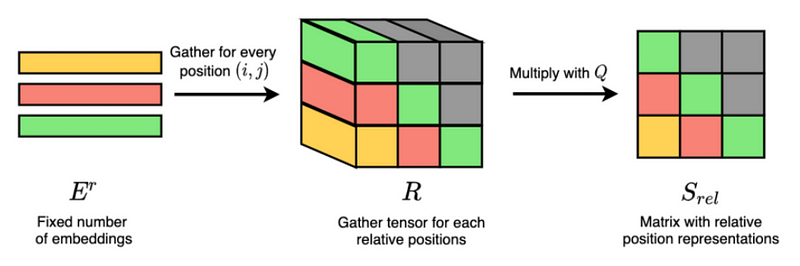 Gather for every
position (i, j)
Multiply with Q
E^r
R
S_rel
Fixed number
of embeddings
Gather tensor for each
relative positions
Matrix with relative
position representations